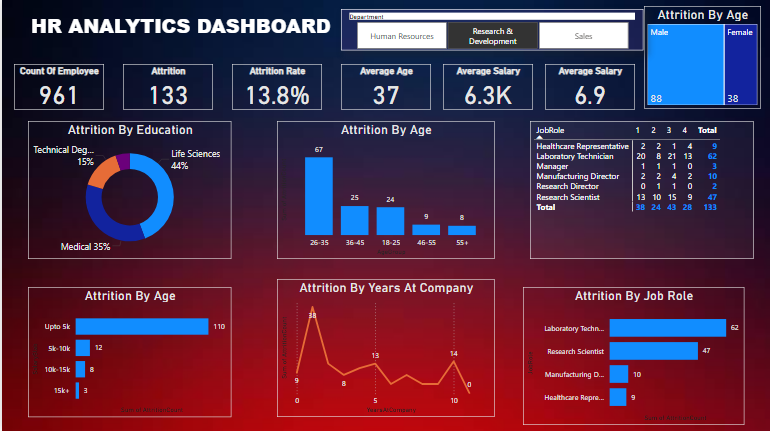 HR ANALYTICS DASHBOARD
Department
Human Resources
Research &
Development
Sales
Attrition By Age
Male
Female
88
38
Count Of Employee
961
Attrition
133
Attrition Rate
13.8%
Average Age
37
Average Salary
6.3K
Average Salary
6.9
Attrition By Education
Technical Deg...
15%
Life Sciences
44%
Medical 35%
Attrition By Age
67
25
24
9
8
26-35
36-45
18-25
46-55
55+
JobRole 1 2 3 4 Total
Healthcare Representative 2 2 1 4 9
Laboratory Technician 20 8 21 13 62
Manager 1 1 1 0 3
Manufacturing Director 2 2 4 2 10
Research Director 0 1 1 0 2
Research Scientist 13 10 15 9 47
Total 38 24 43 28 133
Attrition By Age
Upto 5k 110
5k-10k 12
10k-15k 8
15k+ 3
Attrition By Years At Company
38
9
8
13
14
0
0
5
10
YearsAtCompany
Attrition By Job Role
Laboratory Techn... 62
Research Scientist 47
Manufacturing D... 10
Healthcare Repre... 9